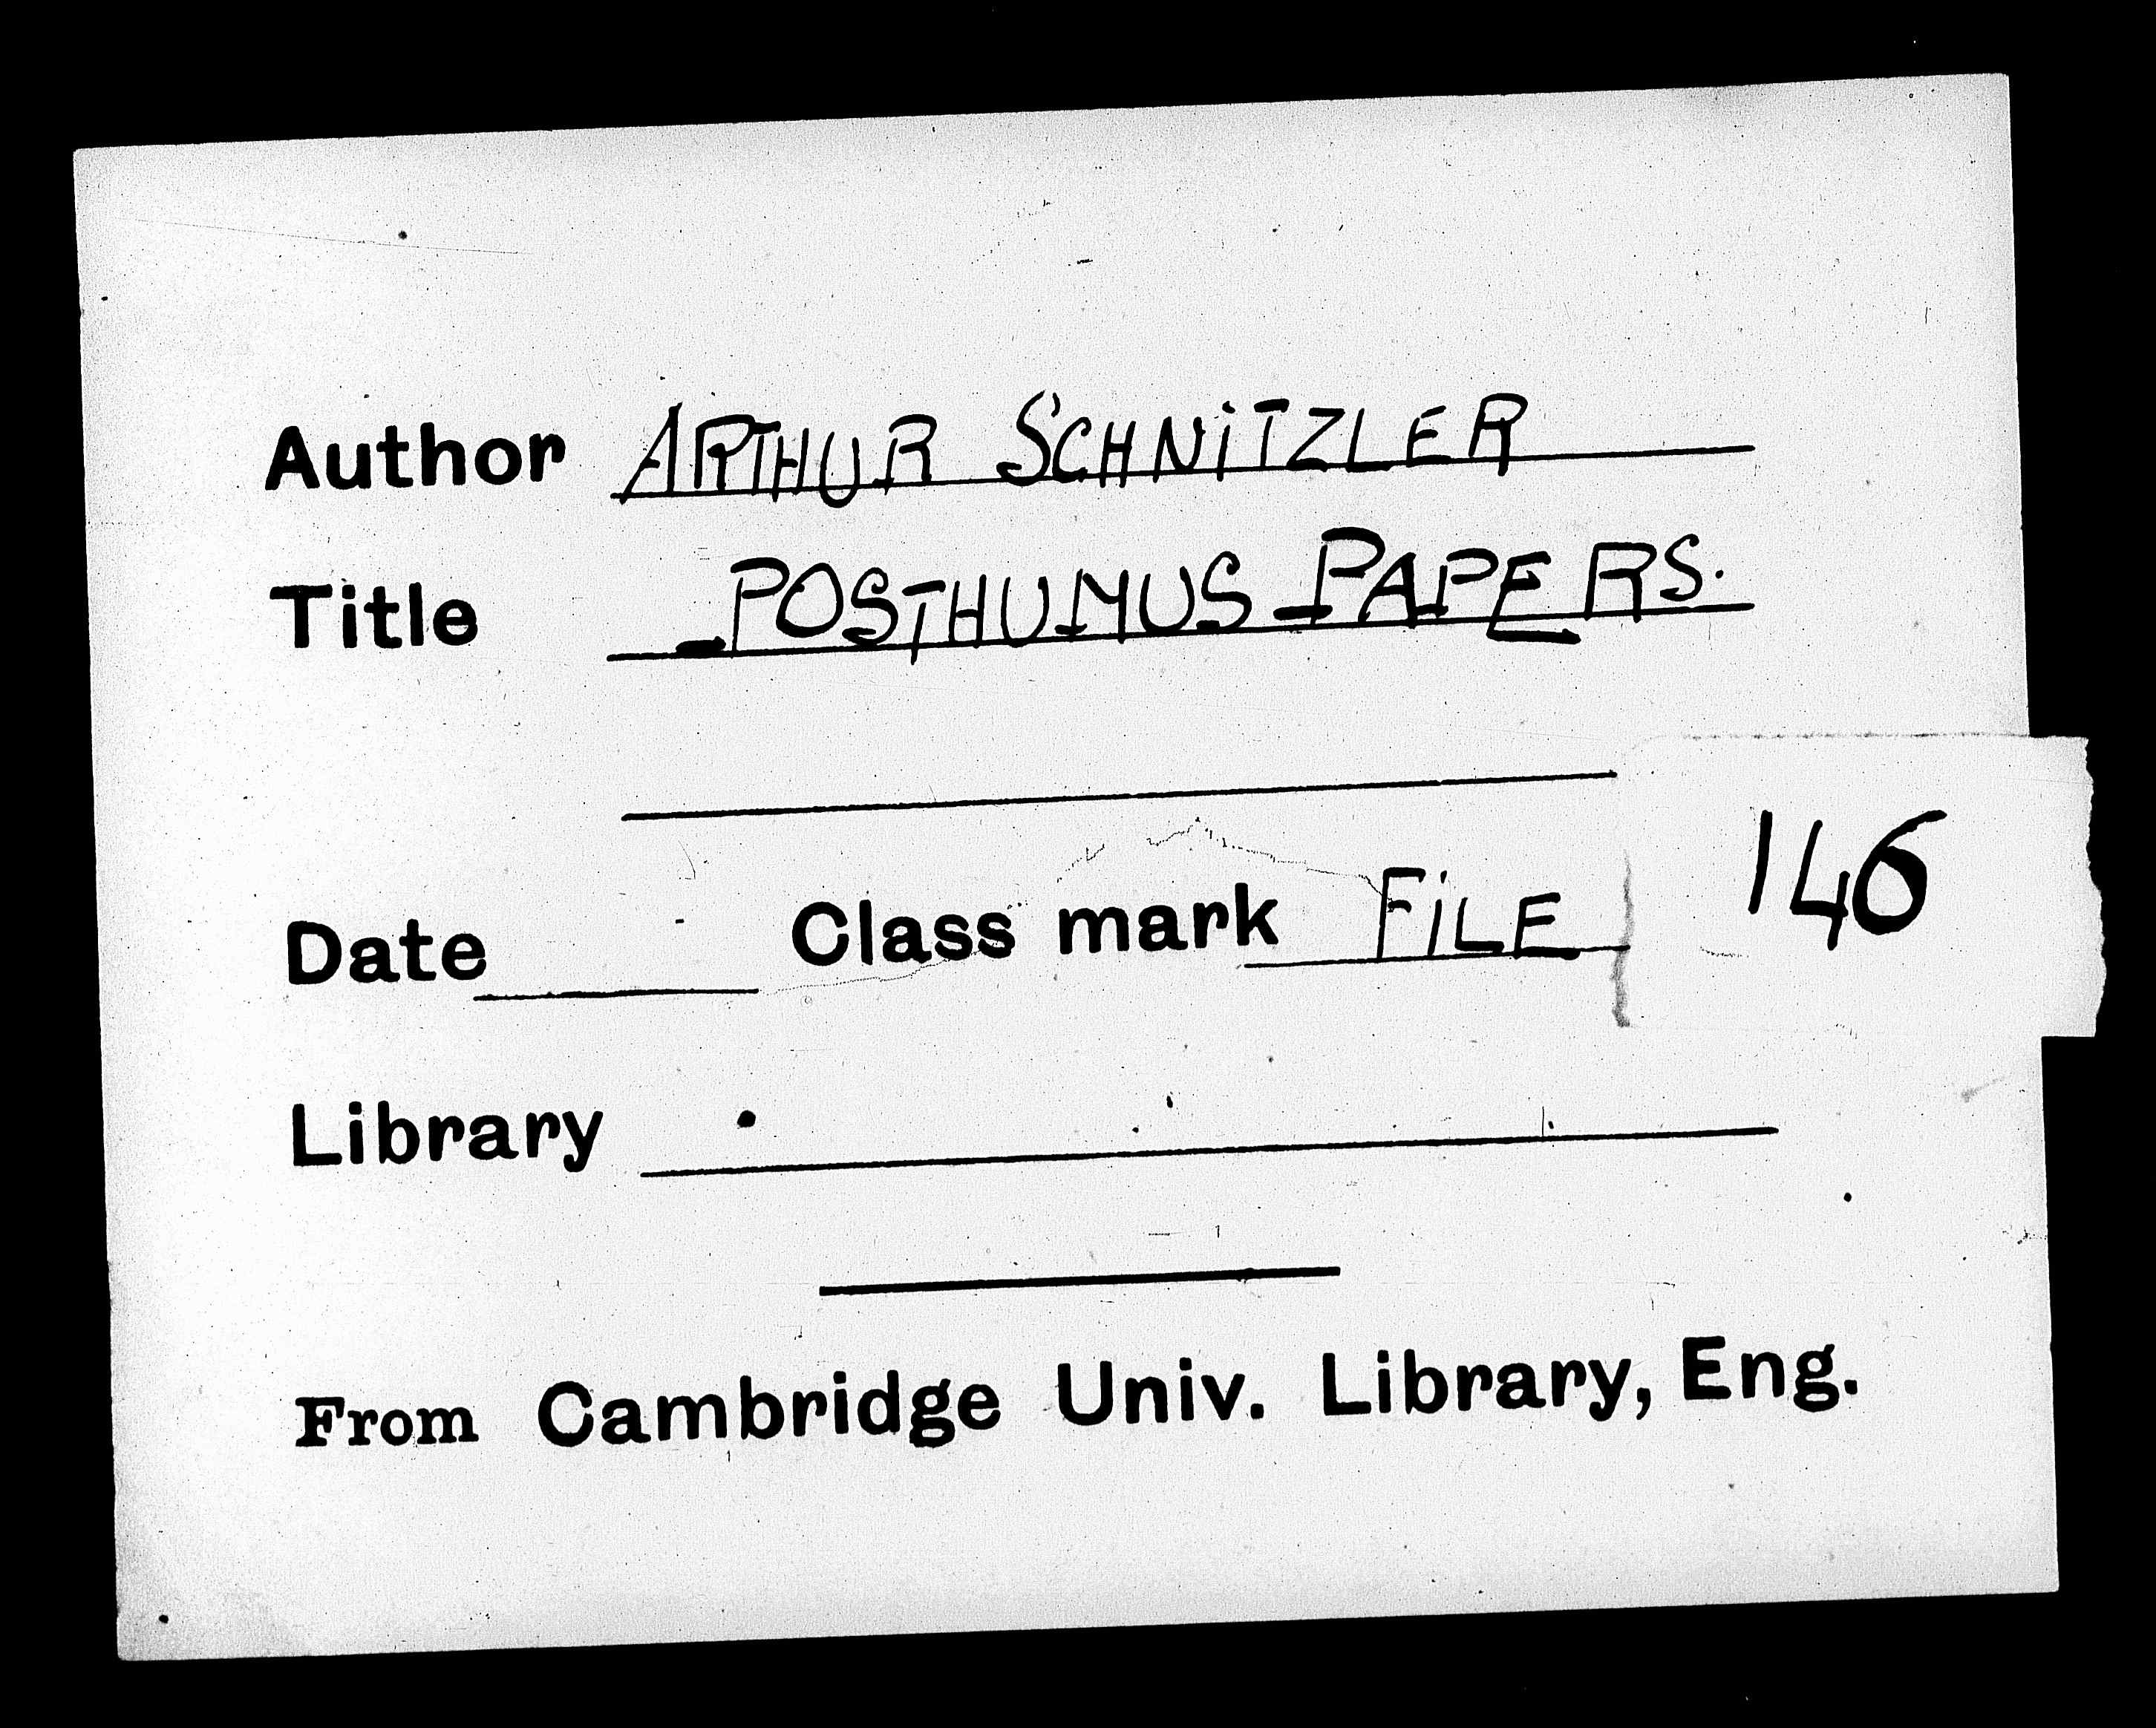 Author ARTHUR SCHNiTZLER
Title POSTHUMUS PAPERS.
Date Class mark FiLE 146
Library
From Cambridge Univ. Library, Eng.